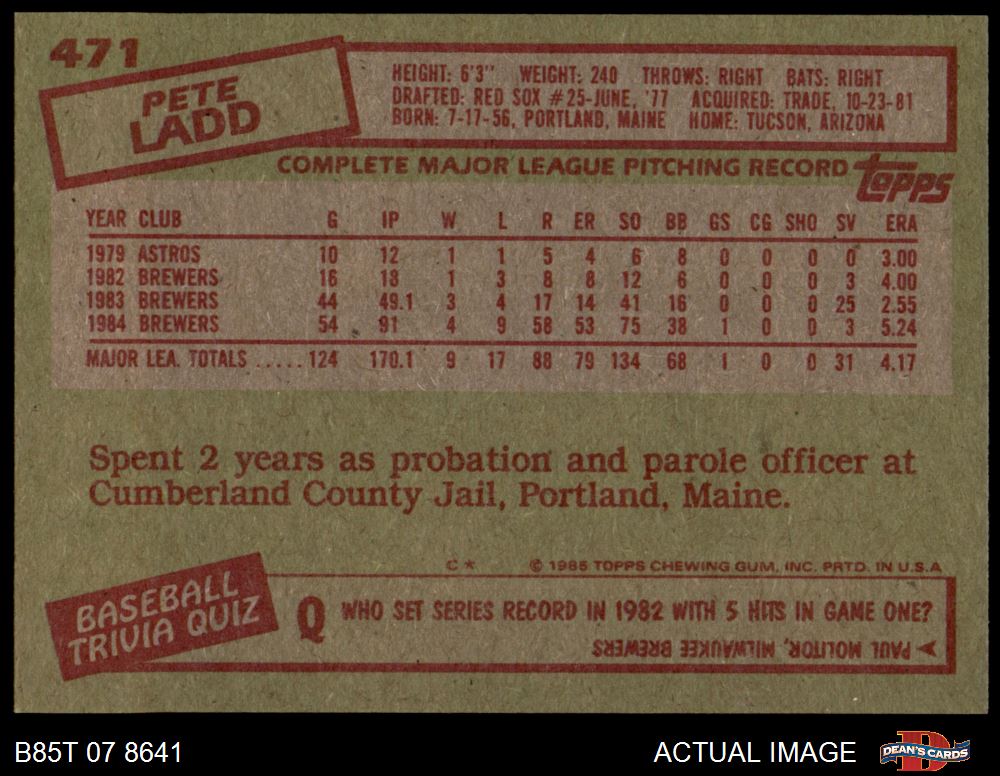 471
PETE
LADD
HEIGHT: 6'3" WEIGHT: 240 THROWS: RIGHT BATS: RIGHT
DRAFTED: RED SOX #25-JUNE, '77 ACQUIRED: TRADE, 10-23-81
BORN: 7-17-56, PORTLAND, MAINE HOME: TUCSON, ARIZONA
COMPLETE MAJOR LEAGUE PITCHING RECORD topps
YEAR CLUB G IP W L R ER SO BB GS CG SHO SV ERA
1979 ASTROS 10 12 1 1 5 4 6 8 0 0 0 0 3.00
1982 BREWERS 16 18 1 3 8 8 12 6 0 0 0 3 4.00
1983 BREWERS 44 49.1 3 4 17 14 41 16 0 0 0 25 2.55
1984 BREWERS 54 91 4 9 58 53 75 38 1 0 0 3 5.24
MAJOR LEA. TOTALS ..... 124 170.1 9 17 88 79 134 68 1 0 0 31 4.17
Spent 2 years as probation and parole officer at
Cumberland County Jail, Portland, Maine.
C* © 1985 TOPPS CHEWING GUM, INC. PRTD. IN U.S.A
BASEBALL
TRIVIA QUIZ
Q WHO SET SERIES RECORD IN 1982 WITH 5 HITS IN GAME ONE?
PAUL MOLITOR, MILWAUKEE BREWERS
B85T 07 8641 ACTUAL IMAGE DEAN'S CARDS